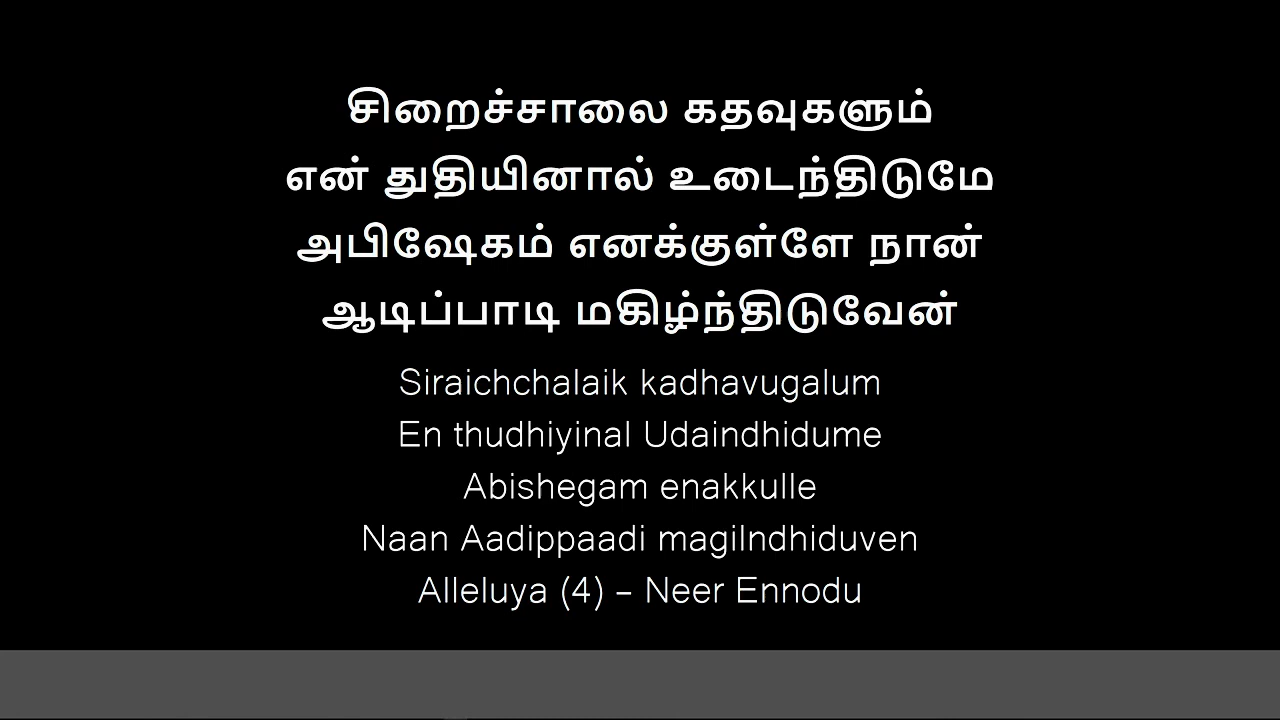 சிறைச்சாலை கதவுகளும்
என் துதியினால் உடைந்திடுமே
அபிஷேகம் எனக்குள்ளே நான்
ஆடிப்பாடி மகிழ்ந்திடுவேன்
Siraichchalaik kadhavugalum
En thudhiyinal Udaindhidume
Abishegam enakkulle
Naan Aadippaadi magilndhiduven
Alleluya (4) – Neer Ennodu